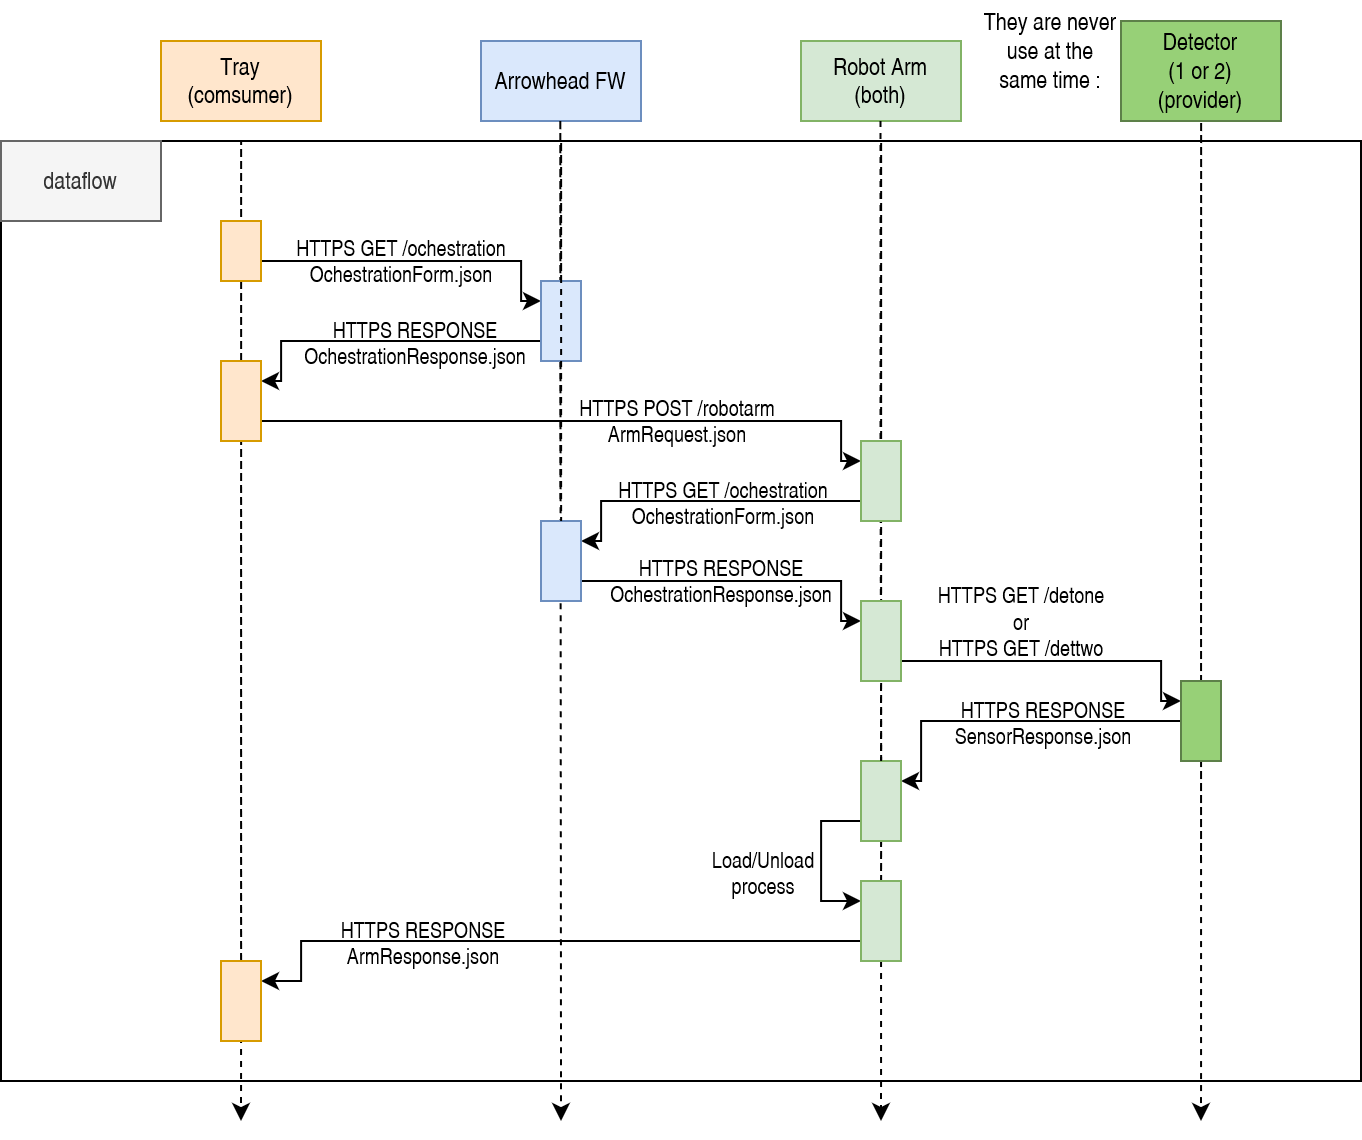 They are never
use at the
same time :
Tray
(comsumer)
Arrowhead FW
Robot Arm
(both)
Detector
(1 or 2)
(provider)
dataflow
HTTPS GET /ochestration
OchestrationForm.json
HTTPS RESPONSE
OchestrationResponse.json
HTTPS POST /robotarm
ArmRequest.json
HTTPS GET /ochestration
OchestrationForm.json
HTTPS RESPONSE
OchestrationResponse.json
HTTPS GET /detone
or
HTTPS GET /dettwo
HTTPS RESPONSE
SensorResponse.json
Load/Unload
process
HTTPS RESPONSE
ArmResponse.json